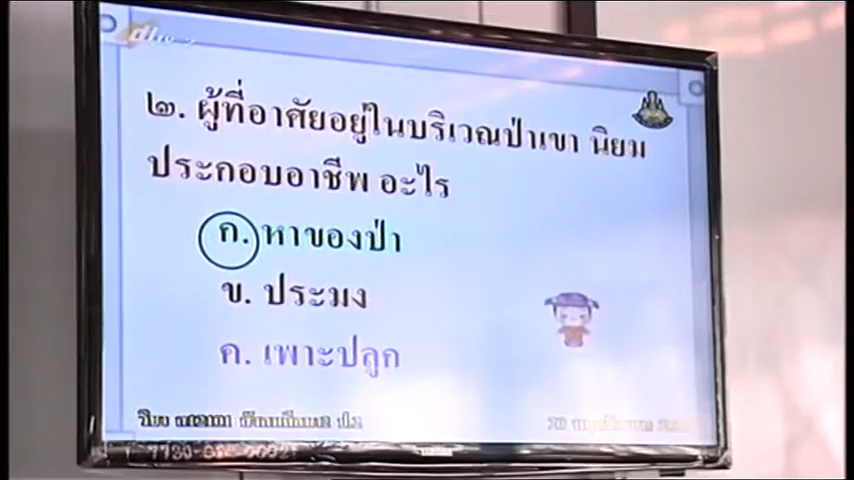 ๒. ผู้ที่อาศัยอยู่ในบริเวณป่าเขา นิยม
ประกอบอาชีพ อะไร
ค. หาของป่า
ข. ประมง
ค. เพาะปลูก